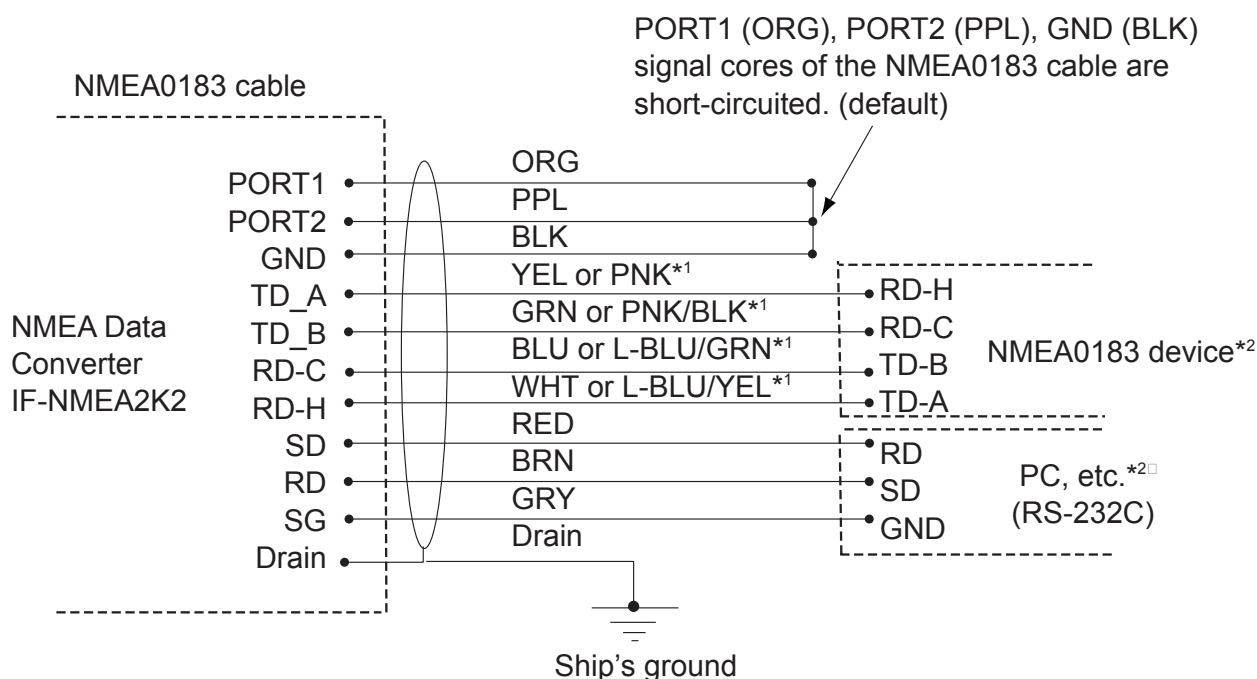 PORT1 (ORG), PORT2 (PPL), GND (BLK)
signal cores of the NMEA0183 cable are
short-circuited. (default)
NMEA0183 cable
ORG
PORT1
PPL
PORT2
BLK
GND
YEL or PNK*1
TD_A
RD-H
GRN or PNK/BLK*1
TD_B
RD-C
BLU or L-BLU/GRN*1
RD-C
TD-B
WHT or L-BLU/YEL*1
RD-H
TD-A
NMEA Data
Converter
IF-NMEA2K2
NMEA0183 device*2
RED
SD
RD
BRN
RD
SD
GRY
SG
GND
Drain
Drain
PC, etc.*2□
(RS-232C)
Ship's ground